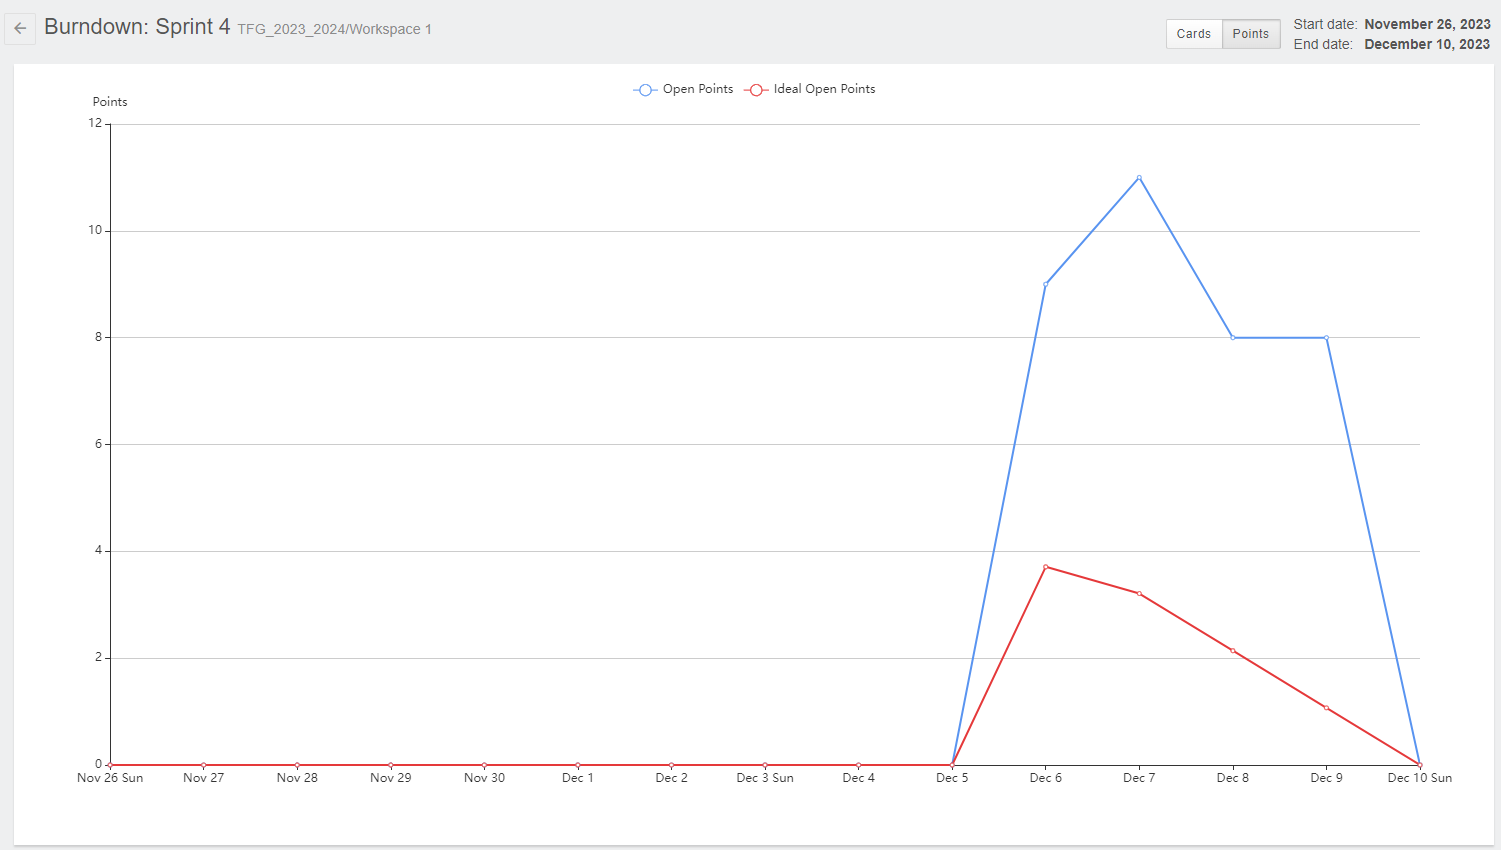 Burndown: Sprint 4 TFG_2023_2024/Workspace 1
Cards Points
Start date: November 26, 2023
End date: December 10, 2023
Open Points Ideal Open Points
Points
12
10
8
6
4
2
0
Nov 26 Sun Nov 27 Nov 28 Nov 29 Nov 30 Dec 1 Dec 2 Dec 3 Sun Dec 4 Dec 5 Dec 6 Dec 7 Dec 8 Dec 9 Dec 10 Sun